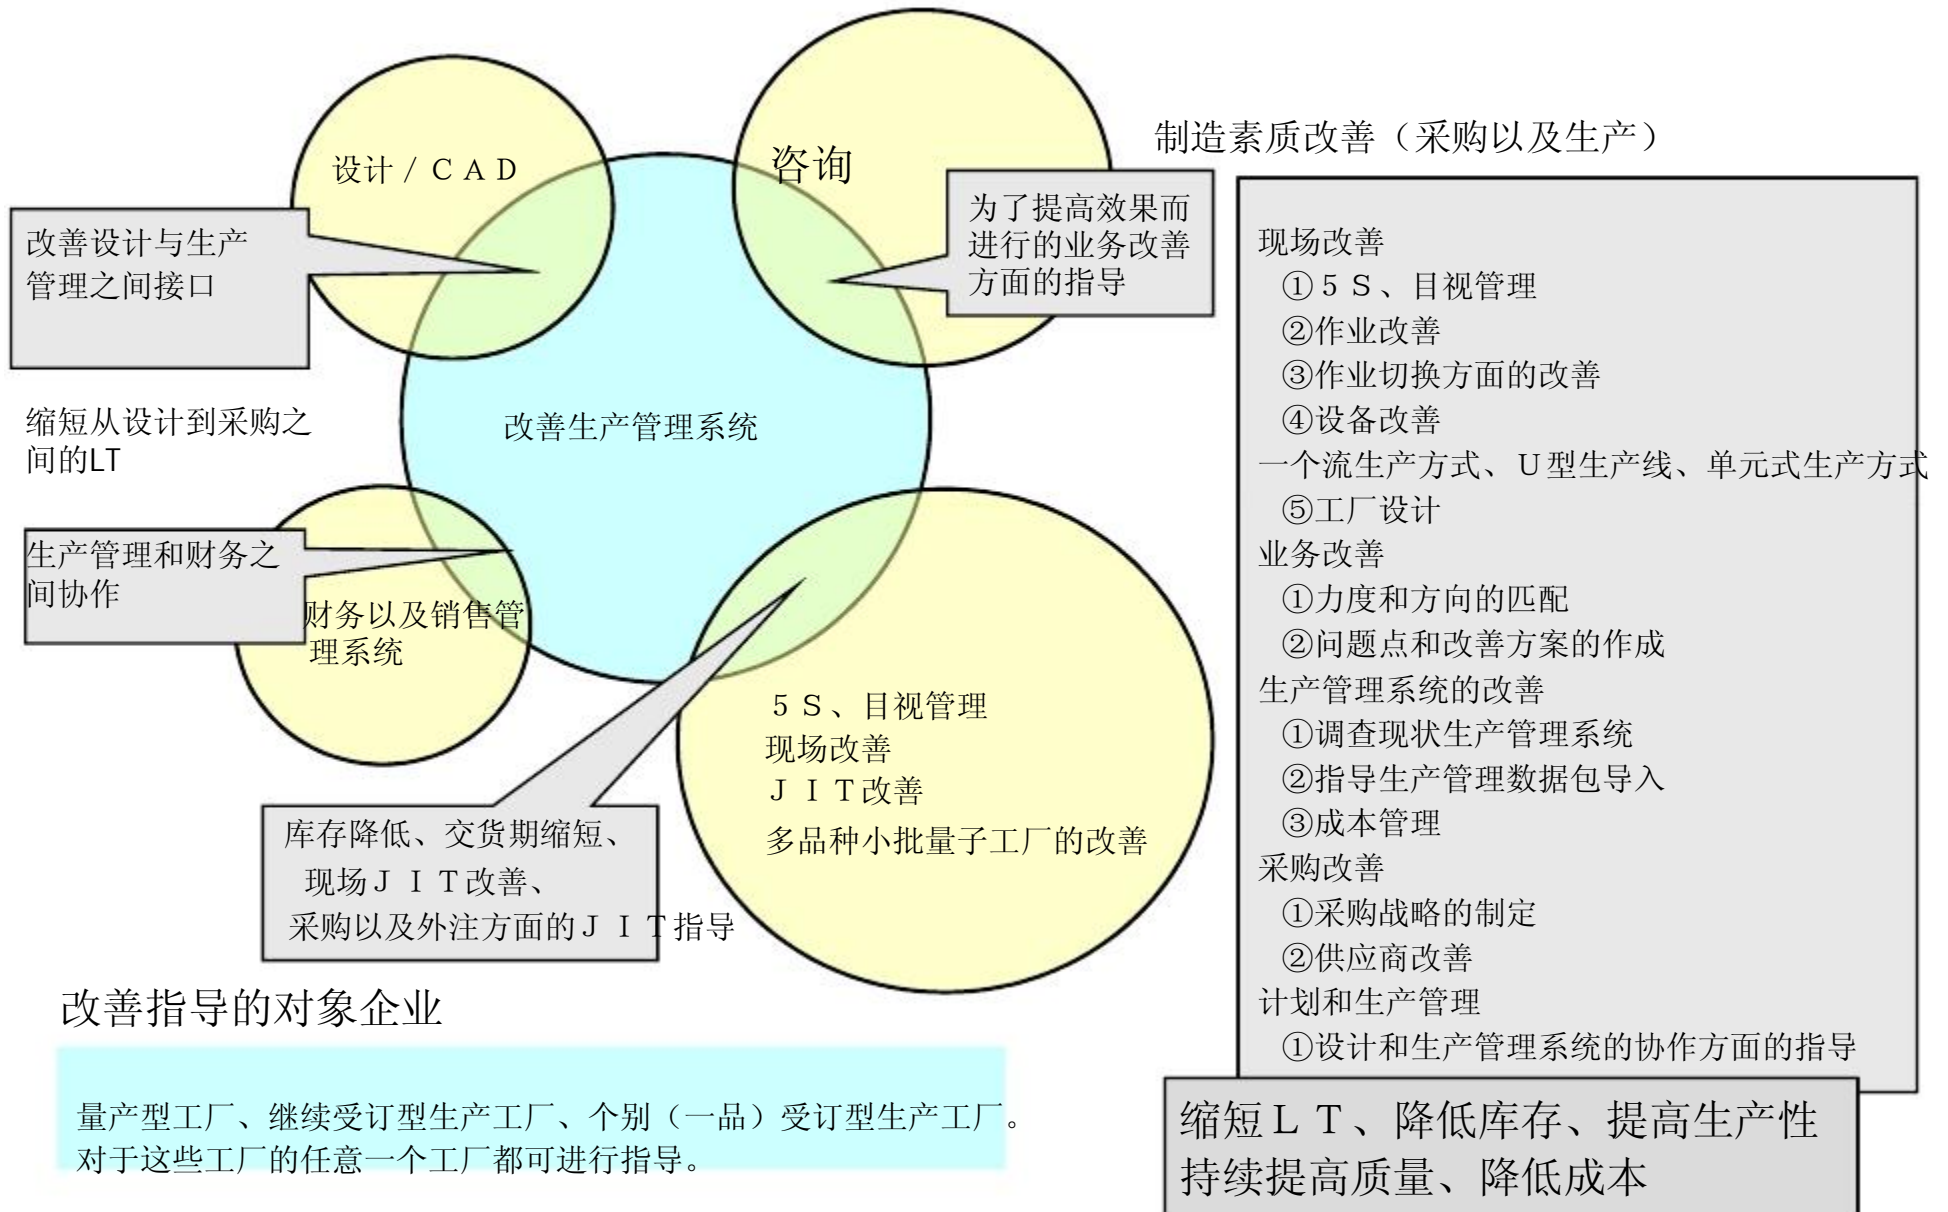 设计／ＣＡＤ
咨询
改善设计与生产
管理之间接口
为了提高效果而
进行的业务改善
方面的指导
缩短从设计到采购之
间的LT
改善生产管理系统
生产管理和财务之
间协作
财务以及销售管
理系统
５Ｓ、目视管理
现场改善
ＪＩＴ改善
多品种小批量子工厂的改善
库存降低、交货期缩短、
现场ＪＩＴ改善、
采购以及外注方面的ＪＩＴ指导
改善指导的对象企业
量产型工厂、继续受订型生产工厂、个别（一品）受订型生产工厂。
对于这些工厂的任意一个工厂都可进行指导。
制造素质改善（采购以及生产）
现场改善
①５Ｓ、目视管理
②作业改善
③作业切换方面的改善
④设备改善
一个流生产方式、Ｕ型生产线、单元式生产方式
⑤工厂设计
业务改善
①力度和方向的匹配
②问题点和改善方案的作成
生产管理系统的改善
①调查现状生产管理系统
②指导生产管理数据包导入
③成本管理
采购改善
①采购战略的制定
②供应商改善
计划和生产管理
①设计和生产管理系统的协作方面的指导
缩短ＬＴ、降低库存、提高生产性
持续提高质量、降低成本